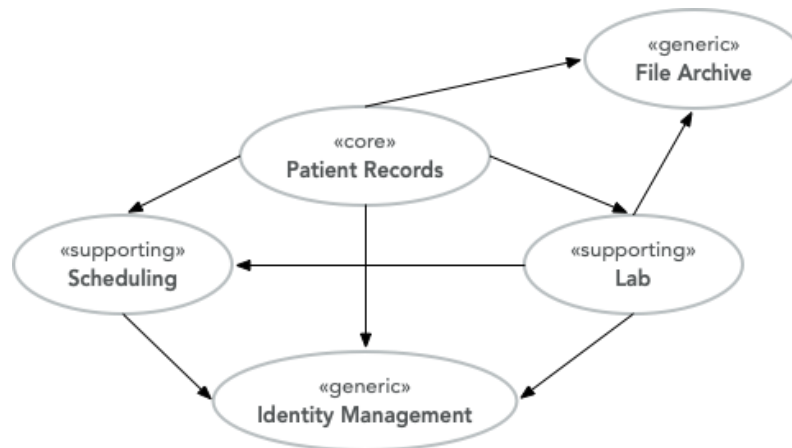 «generic»
File Archive
«core»
Patient Records
«supporting»
Scheduling
«supporting»
Lab
«generic»
Identity Management